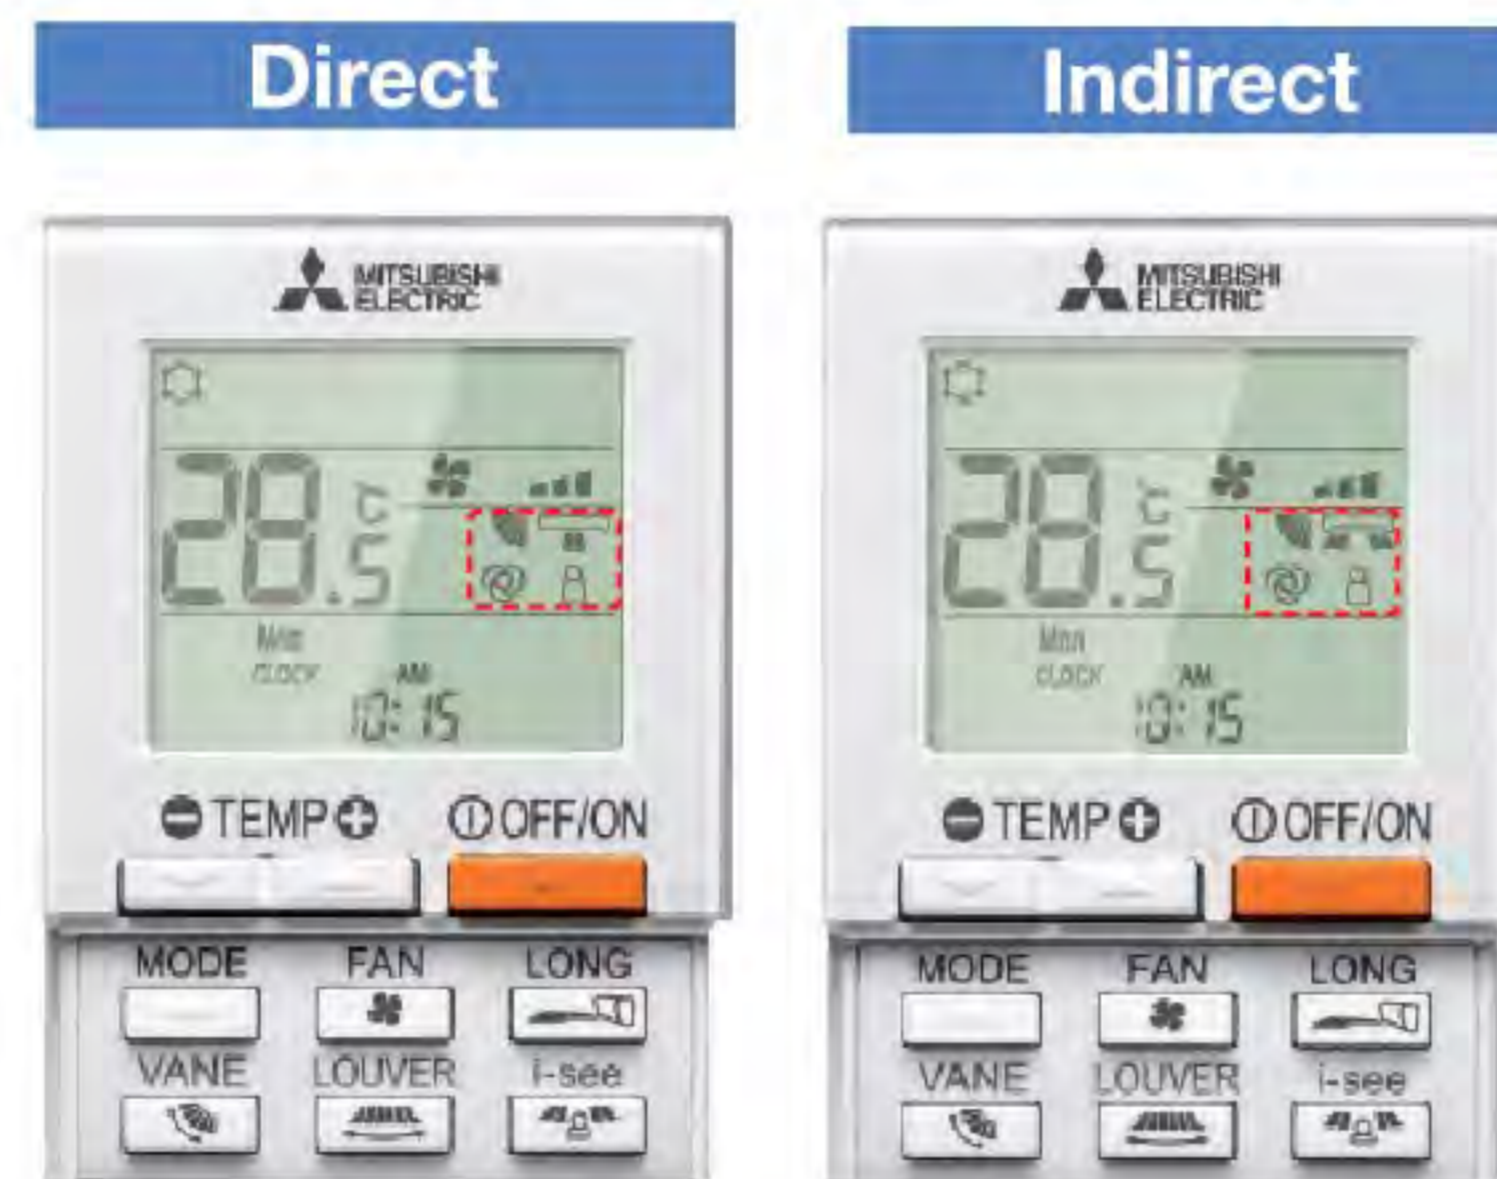 Direct
MITSUBISHI
ELECTRIC
28.5 °C
Mon
CLOCK
AM
10:15
TEMP
OFF/ON
MODE FAN LONG
VANE LOUVER i-see
Indirect
MITSUBISHI
ELECTRIC
28.5 °C
Mon
CLOCK
AM
10:15
TEMP
OFF/ON
MODE FAN LONG
VANE LOUVER i-see